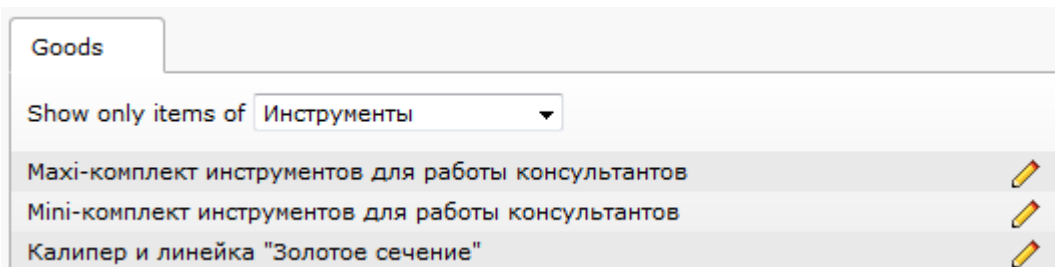 Goods
Show only items of Инструменты
Maxi-комплект инструментов для работы консультантов
Mini-комплект инструментов для работы консультантов
Калипер и линейка "Золотое сечение"